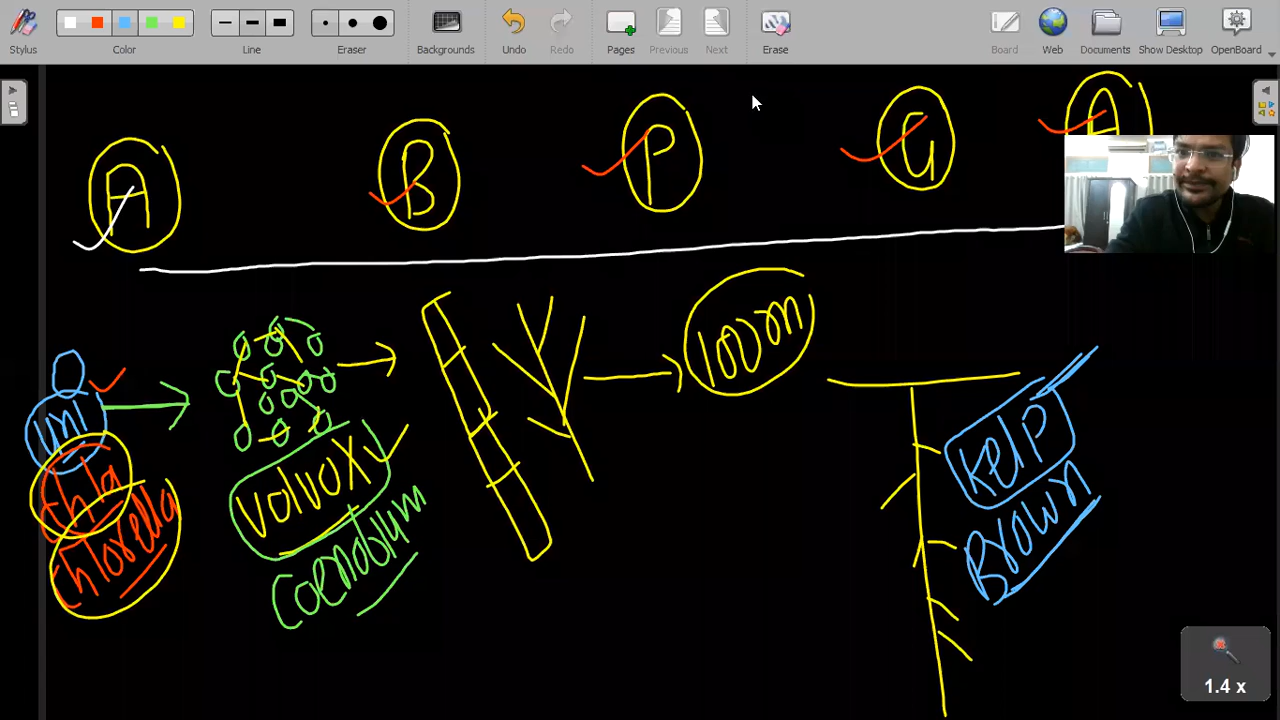 Stylus
Color
Line
Eraser
Backgrounds
Undo
Redo
Pages
Previous
Next
Erase
Board
Web
Documents
Show Desktop
OpenBoard
A
B
P
G
A
100m
uni
chla
chlorella
volvox
coenobium
kelp
Brown
1.4 x